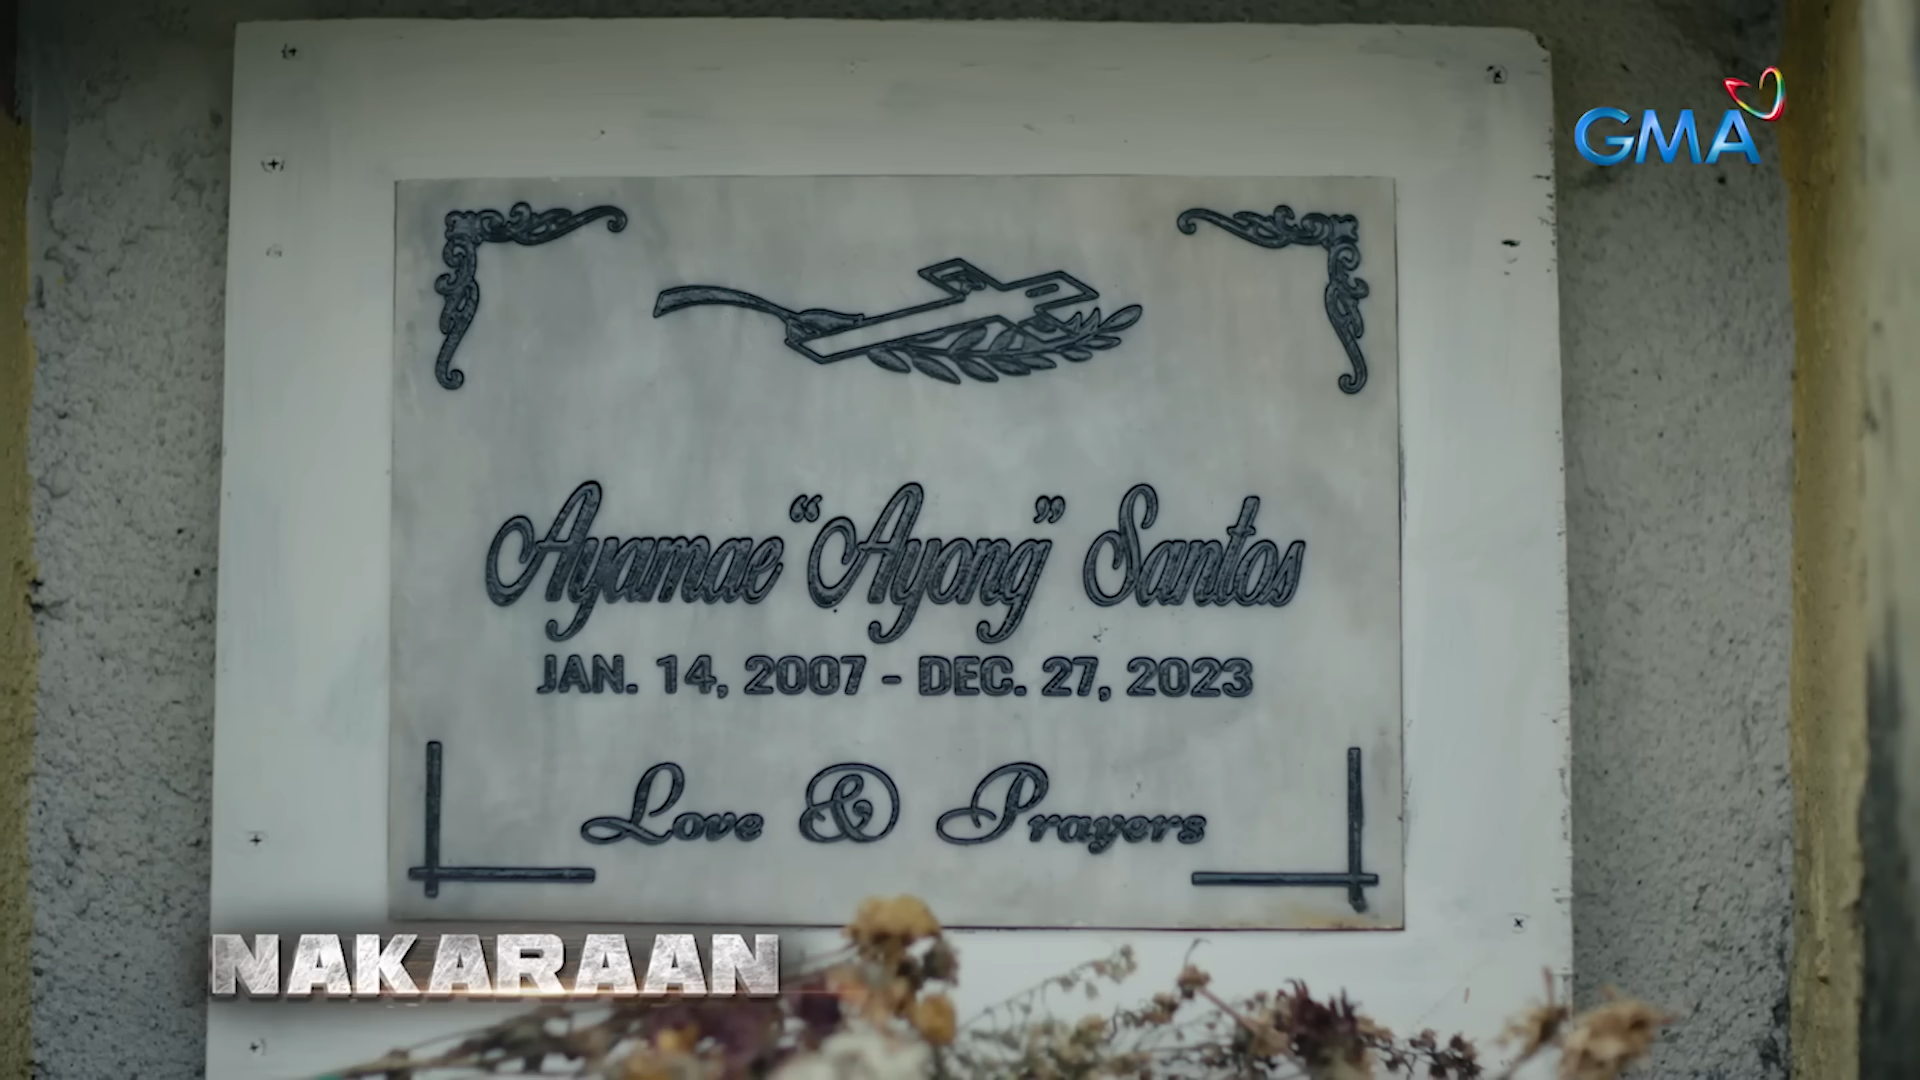 GMA
Ayamae “Ayong” Santos
JAN. 14, 2007 - DEC. 27, 2023
Love & Prayers
NAKARAAN